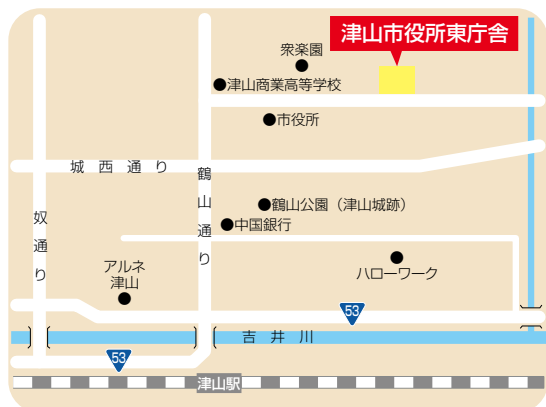 津山市役所東庁舎
衆楽園
●津山商業高等学校
●市役所
城西通り
鶴山通り
●鶴山公園（津山城跡）
●中国銀行
奴通り
アルネ
津山
ハローワーク
53
吉井川
53
津山駅